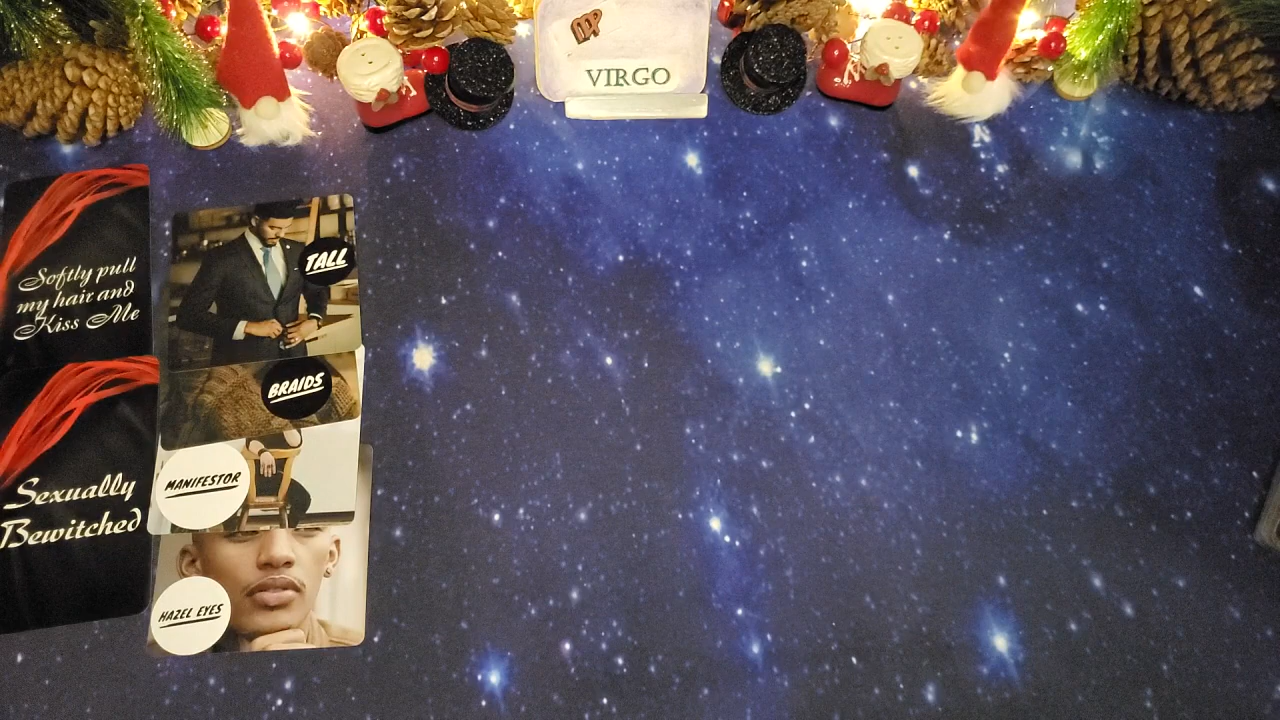 VIRGO
Softly pull
my hair and
Kiss Me
TALL
BRAIDS
MANIFESTOR
Sexually
Bewitched
HAZEL EYES